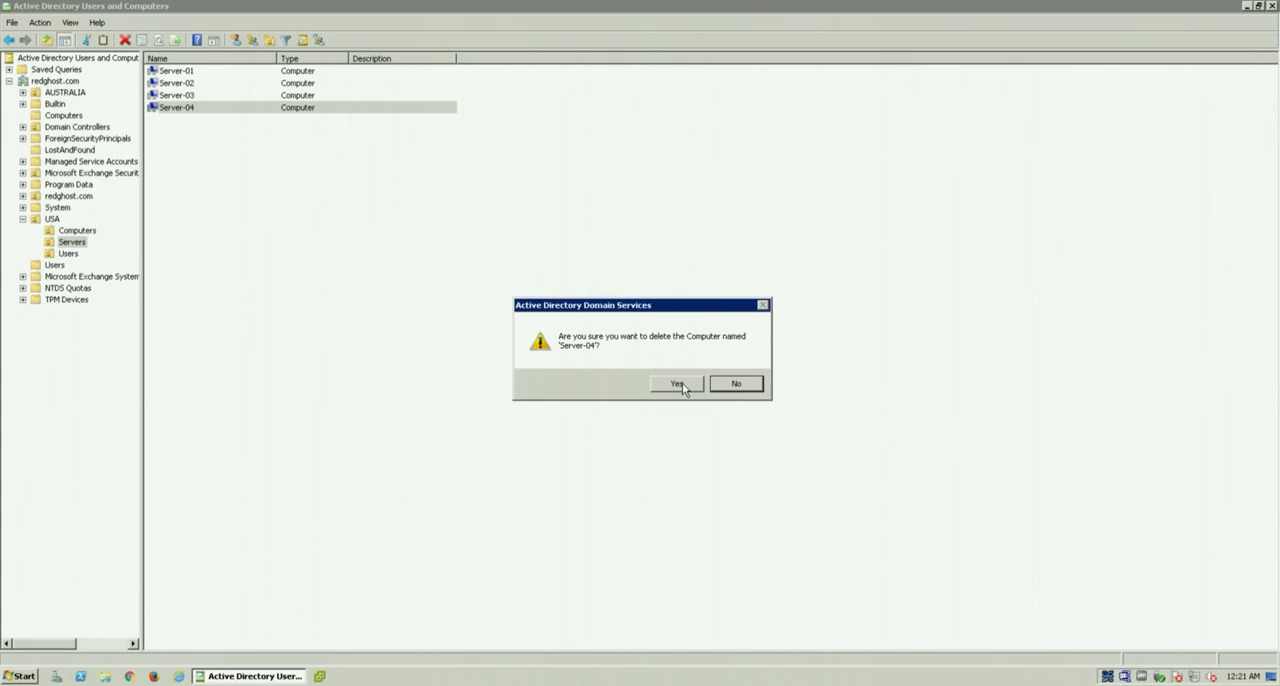 Active Directory Users and Computers
File Action View Help
Active Directory Users and Comput
Saved Queries
redghost.com
AUSTRALIA
Builtin
Computers
Domain Controllers
ForeignSecurityPrincipals
LostAndFound
Managed Service Accounts
Microsoft Exchange Securit
Program Data
redghost.com
System
USA
Computers
Servers
Users
Users
Microsoft Exchange System
NTDS Quotas
TPM Devices
Name Type Description
Server-01 Computer
Server-02 Computer
Server-03 Computer
Server-04 Computer
Active Directory Domain Services
Are you sure you want to delete the Computer named
'Server-04'?
Yes No
Start Active Directory User... 12:21 AM